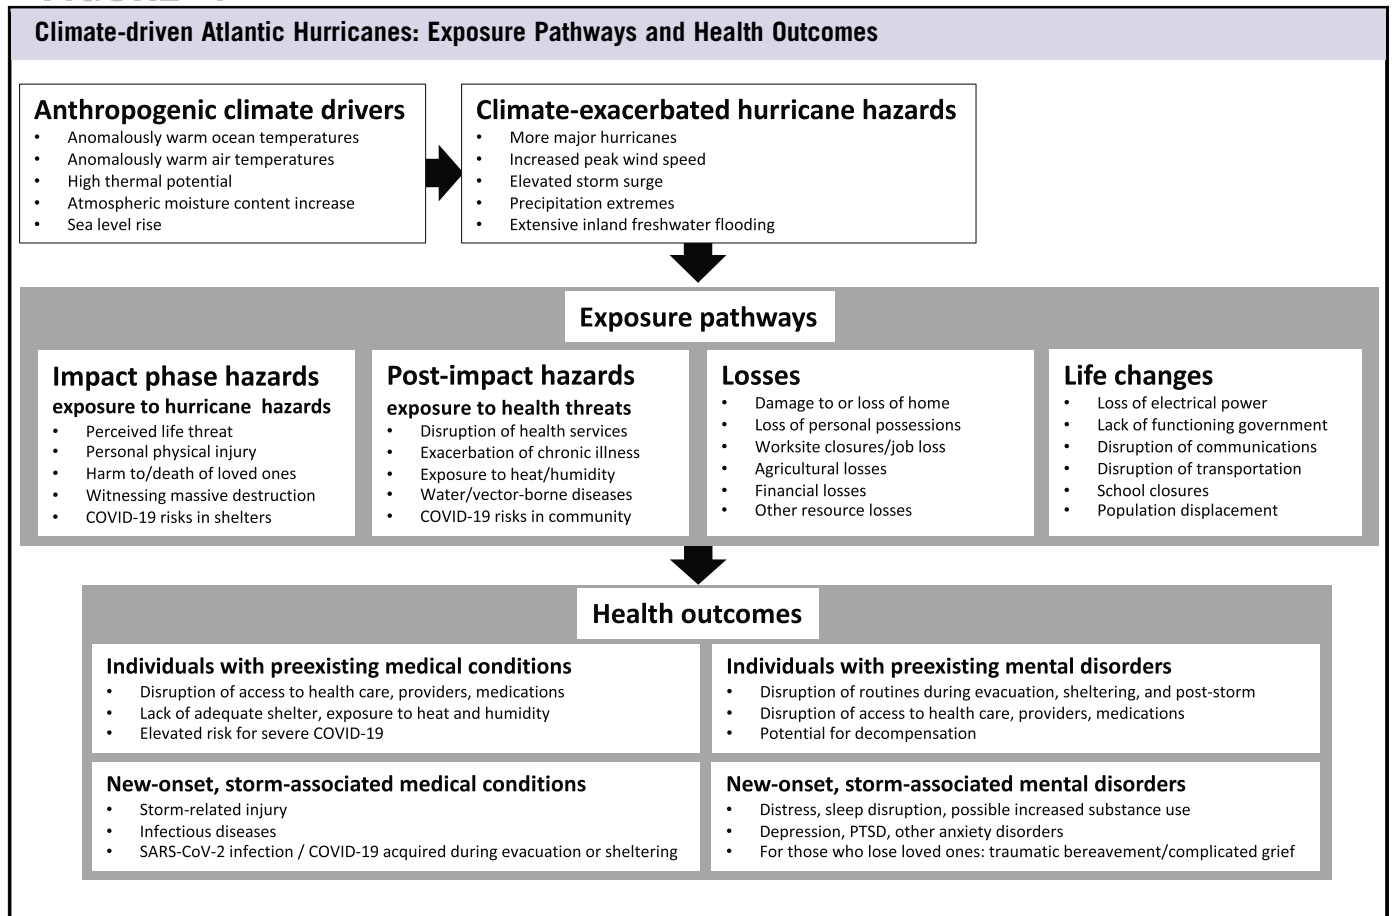 Climate-driven Atlantic Hurricanes: Exposure Pathways and Health Outcomes
Anthropogenic climate drivers
• Anomalously warm ocean temperatures
• Anomalously warm air temperatures
• High thermal potential
• Atmospheric moisture content increase
• Sea level rise
Climate-exacerbated hurricane hazards
• More major hurricanes
• Increased peak wind speed
• Elevated storm surge
• Precipitation extremes
• Extensive inland freshwater flooding
Exposure pathways
Impact phase hazards
exposure to hurricane hazards
• Perceived life threat
• Personal physical injury
• Harm to/death of loved ones
• Witnessing massive destruction
• COVID-19 risks in shelters
Post-impact hazards
exposure to health threats
• Disruption of health services
• Exacerbation of chronic illness
• Exposure to heat/humidity
• Water/vector-borne diseases
• COVID-19 risks in community
Losses
• Damage to or loss of home
• Loss of personal possessions
• Worksite closures/job loss
• Agricultural losses
• Financial losses
• Other resource losses
Life changes
• Loss of electrical power
• Lack of functioning government
• Disruption of communications
• Disruption of transportation
• School closures
• Population displacement
Health outcomes
Individuals with preexisting medical conditions
• Disruption of access to health care, providers, medications
• Lack of adequate shelter, exposure to heat and humidity
• Elevated risk for severe COVID-19
Individuals with preexisting mental disorders
• Disruption of routines during evacuation, sheltering, and post-storm
• Disruption of access to health care, providers, medications
• Potential for decompensation
New-onset, storm-associated medical conditions
• Storm-related injury
• Infectious diseases
• SARS-CoV-2 infection / COVID-19 acquired during evacuation or sheltering
New-onset, storm-associated mental disorders
• Distress, sleep disruption, possible increased substance use
• Depression, PTSD, other anxiety disorders
• For those who lose loved ones: traumatic bereavement/complicated grief